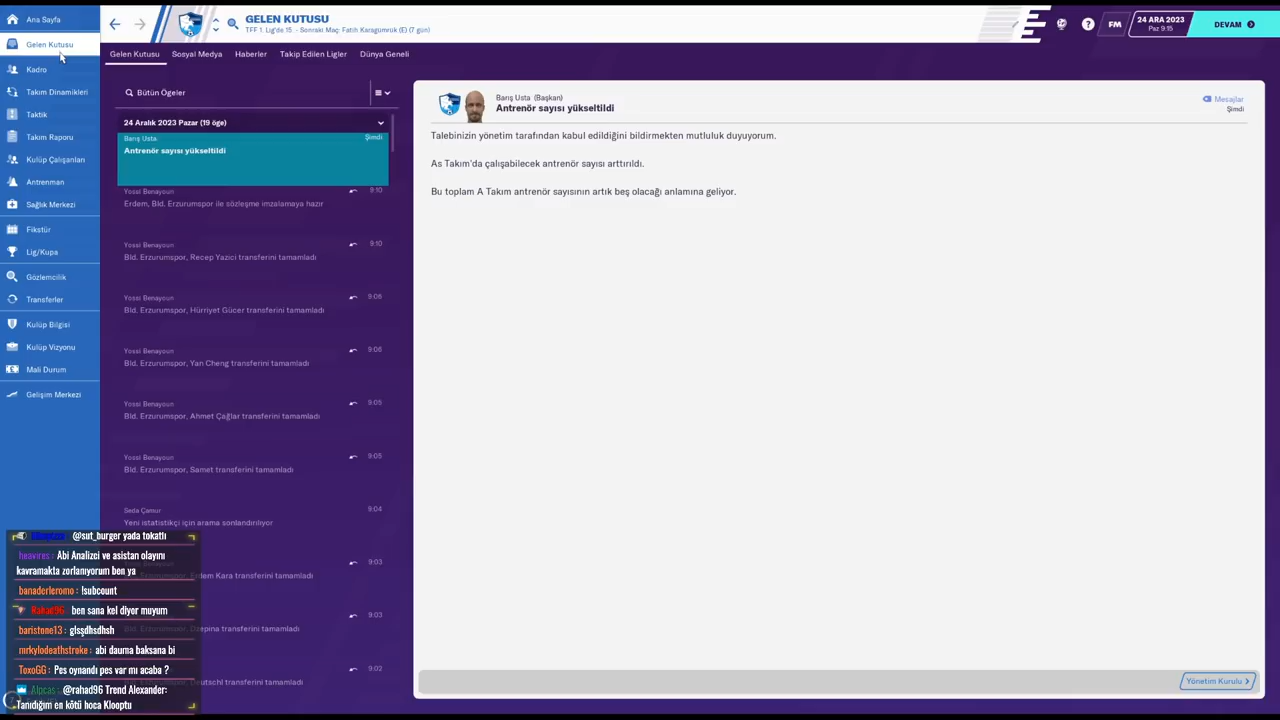 Ana Sayfa
Gelen Kutusu
Kadro
Takım Dinamikleri
Taktik
Takım Raporu
Kulüp Çalışanları
Antrenman
Sağlık Merkezi
Fikstür
Lig/Kupa
Gözlemcilik
Transferler
Kulüp Bilgisi
Kulüp Vizyonu
Mali Durum
Gelişim Merkezi
GELEN KUTUSU
TFF 1. Lig'de 15 - Sonraki Maç: Fatih Karagümrük (E) (7 gün)
FM
24 ARA 2023
Paz 9:15
DEVAM
Gelen Kutusu
Sosyal Medya
Haberler
Takip Edilen Ligler
Dünya Geneli
Bütün Ögeler
24 Aralık 2023 Pazar (19 öge)
Barış Usta
Şimdi
Antrenör sayısı yükseltildi
Yossi Benayoun
9:10
Erdem, Bld. Erzurumspor ile sözleşme imzalamaya hazır
Yossi Benayoun
9:10
Bld. Erzurumspor, Recep Yazıcı transferini tamamladı
Yossi Benayoun
9:06
Bld. Erzurumspor, Hürriyet Gücer transferini tamamladı
Yossi Benayoun
9:06
Bld. Erzurumspor, Yan Cheng transferini tamamladı
Yossi Benayoun
9:05
Bld. Erzurumspor, Ahmet Çağlar transferini tamamladı
Yossi Benayoun
9:05
Bld. Erzurumspor, Samet transferini tamamladı
Seda Çamur
9:04
Yeni istatistikçi için arama sonlandırılıyor
9:03
Erdem Kara transferini tamamladı
9:03
transferini tamamladı
9:02
Deutschl transferini tamamladı
Barış Usta (Başkan)
Antrenör sayısı yükseltildi
Mesajlar
Şimdi
Talebinizin yönetim tarafından kabul edildiğini bildirmekten mutluluk duyuyorum.
As Takım'da çalışabilecek antrenör sayısı arttırıldı.
Bu toplam A Takım antrenör sayısının artık beş olacağı anlamına geliyor.
Yönetim Kurulu
@sut_burger yada tokatlı
heavıres : Abi Analizci ve asistan olayını
kavramakta zorlanıyorum ben ya
banaderleromo : !subcount
Rahad96 ben sana kel diyor muyum
baristone13 : glsşdhsdhsh
mrkylodeathstroke : abi dauma baksana bi
ToxoGG : Pes oynandı pes var mı acaba ?
Alpcas : @rahad96 Trend Alexander:
Tanıdığım en kötü hoca Klooptu